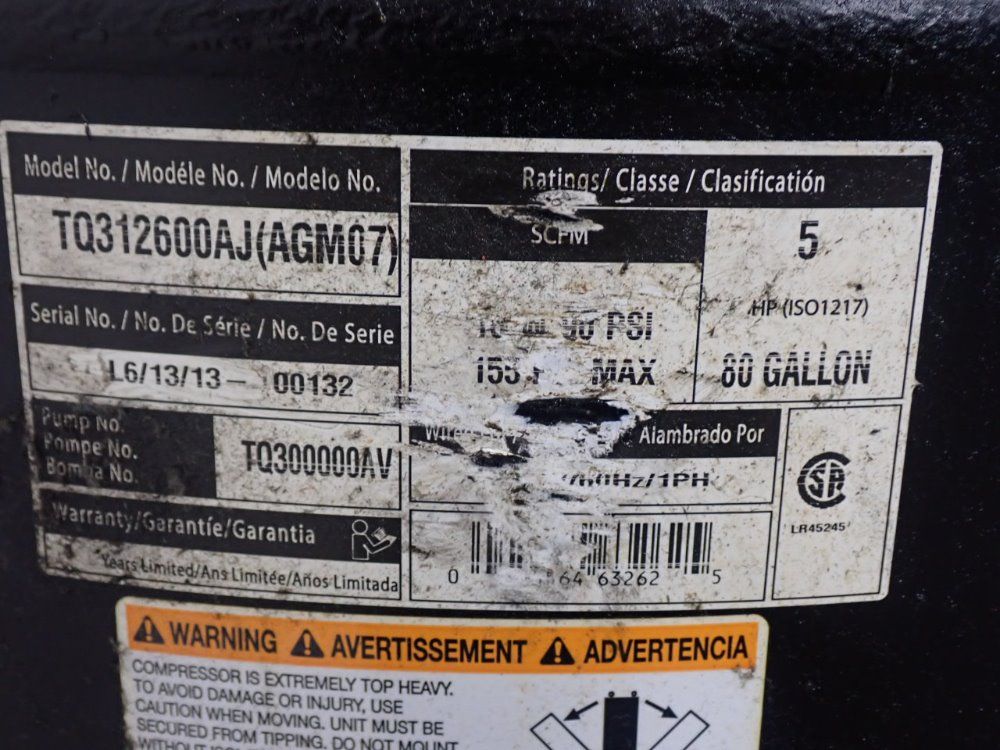 Model No. / Modéle No. / Modelo No.
TQ312600AJ(AGM07)
Serial No. / No. De Série / No. De Serie
L6/13/13- 00132
Pump No.
Pompe No.
Bomba No.
TQ300000AV
Warranty/Garantíe/Garantia
Years Limited/Ans Limitée/Años Limitada
Ratings/ Classe / Clasificatión
SCFM
90 PSI
MAX
5
HP (ISO1217)
80 GALLON
Alambrado Por
/60Hz/1PH
0 64 63262 5
LR45245
WARNING AVERTISSEMENT ADVERTENCIA
COMPRESSOR IS EXTREMELY TOP HEAVY.
TO AVOID DAMAGE OR INJURY, USE
CAUTION WHEN MOVING. UNIT MUST BE
SECURED FROM TIPPING. DO NOT MOUNT